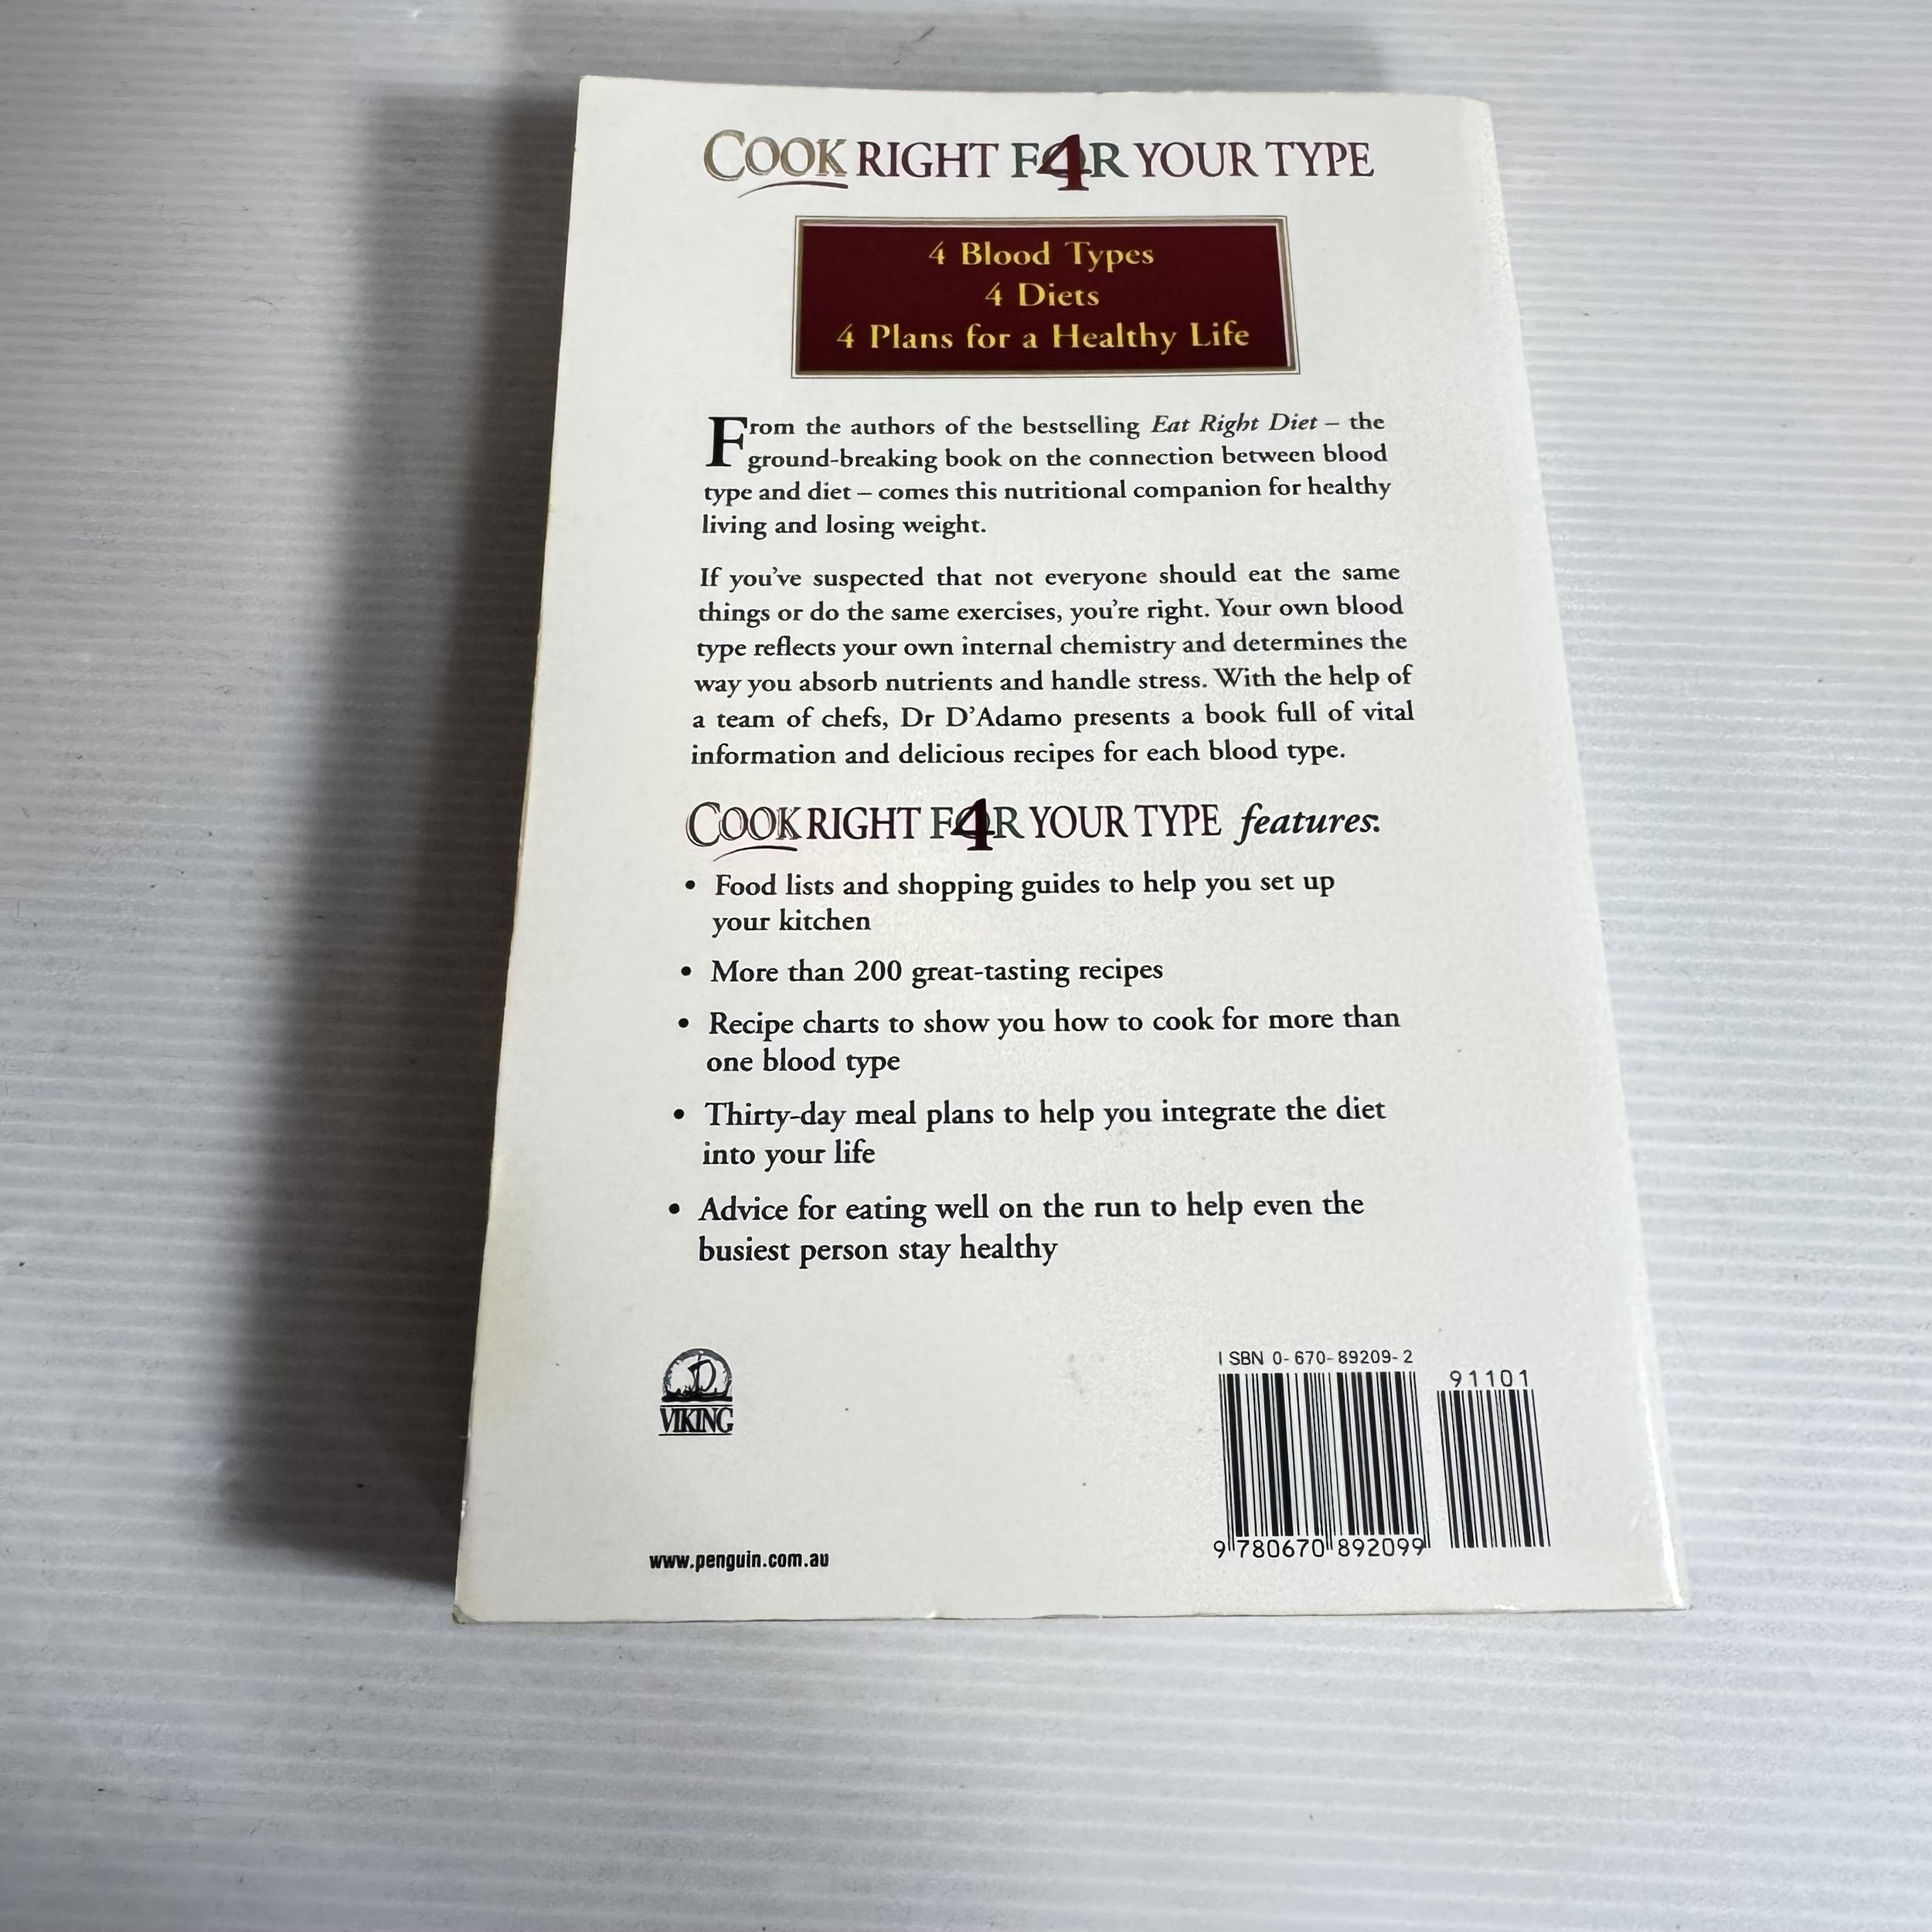 COOK RIGHT FO4R YOUR TYPE
4 Blood Types
4 Diets
4 Plans for a Healthy Life
From the authors of the bestselling Eat Right Diet – the
ground-breaking book on the connection between blood
type and diet – comes this nutritional companion for healthy
living and losing weight.
If you've suspected that not everyone should eat the same
things or do the same exercises, you're right. Your own blood
type reflects your own internal chemistry and determines the
way you absorb nutrients and handle stress. With the help of
a team of chefs, Dr D'Adamo presents a book full of vital
information and delicious recipes for each blood type.
COOK RIGHT FO4R YOUR TYPE features:
• Food lists and shopping guides to help you set up
your kitchen
• More than 200 great-tasting recipes
• Recipe charts to show you how to cook for more than
one blood type
• Thirty-day meal plans to help you integrate the diet
into your life
• Advice for eating well on the run to help even the
busiest person stay healthy
VIKING
www.penguin.com.au
ISBN 0-670-89209-2
91101
9 780670 892099